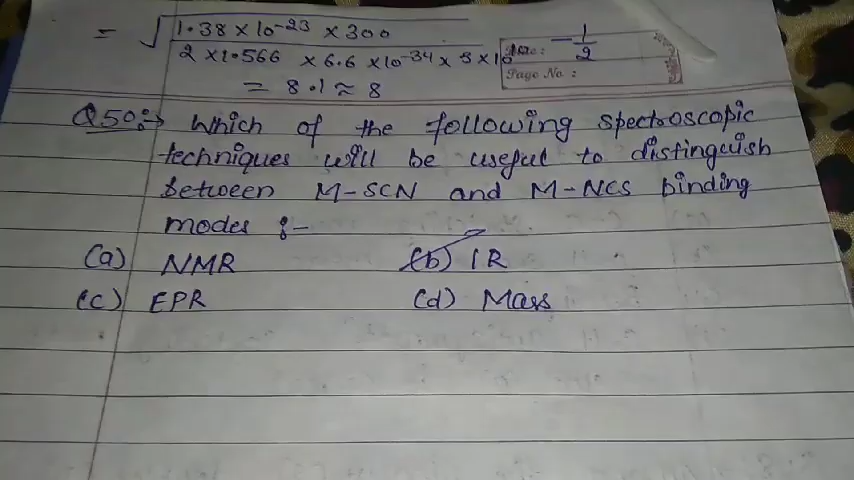 = √ 1.38 × 10⁻²³ × 300 - 1/2
2 × 1.566 × 6.6 × 10⁻³⁴ × 3 × 10
Page No :
= 8.1 ≈ 8
Q50:→ Which of the following spectroscopic
techniques will be useful to distinguish
between M-SCN and M-NCS binding
modes :-
(a) NMR (b) IR
(c) EPR (d) Mass